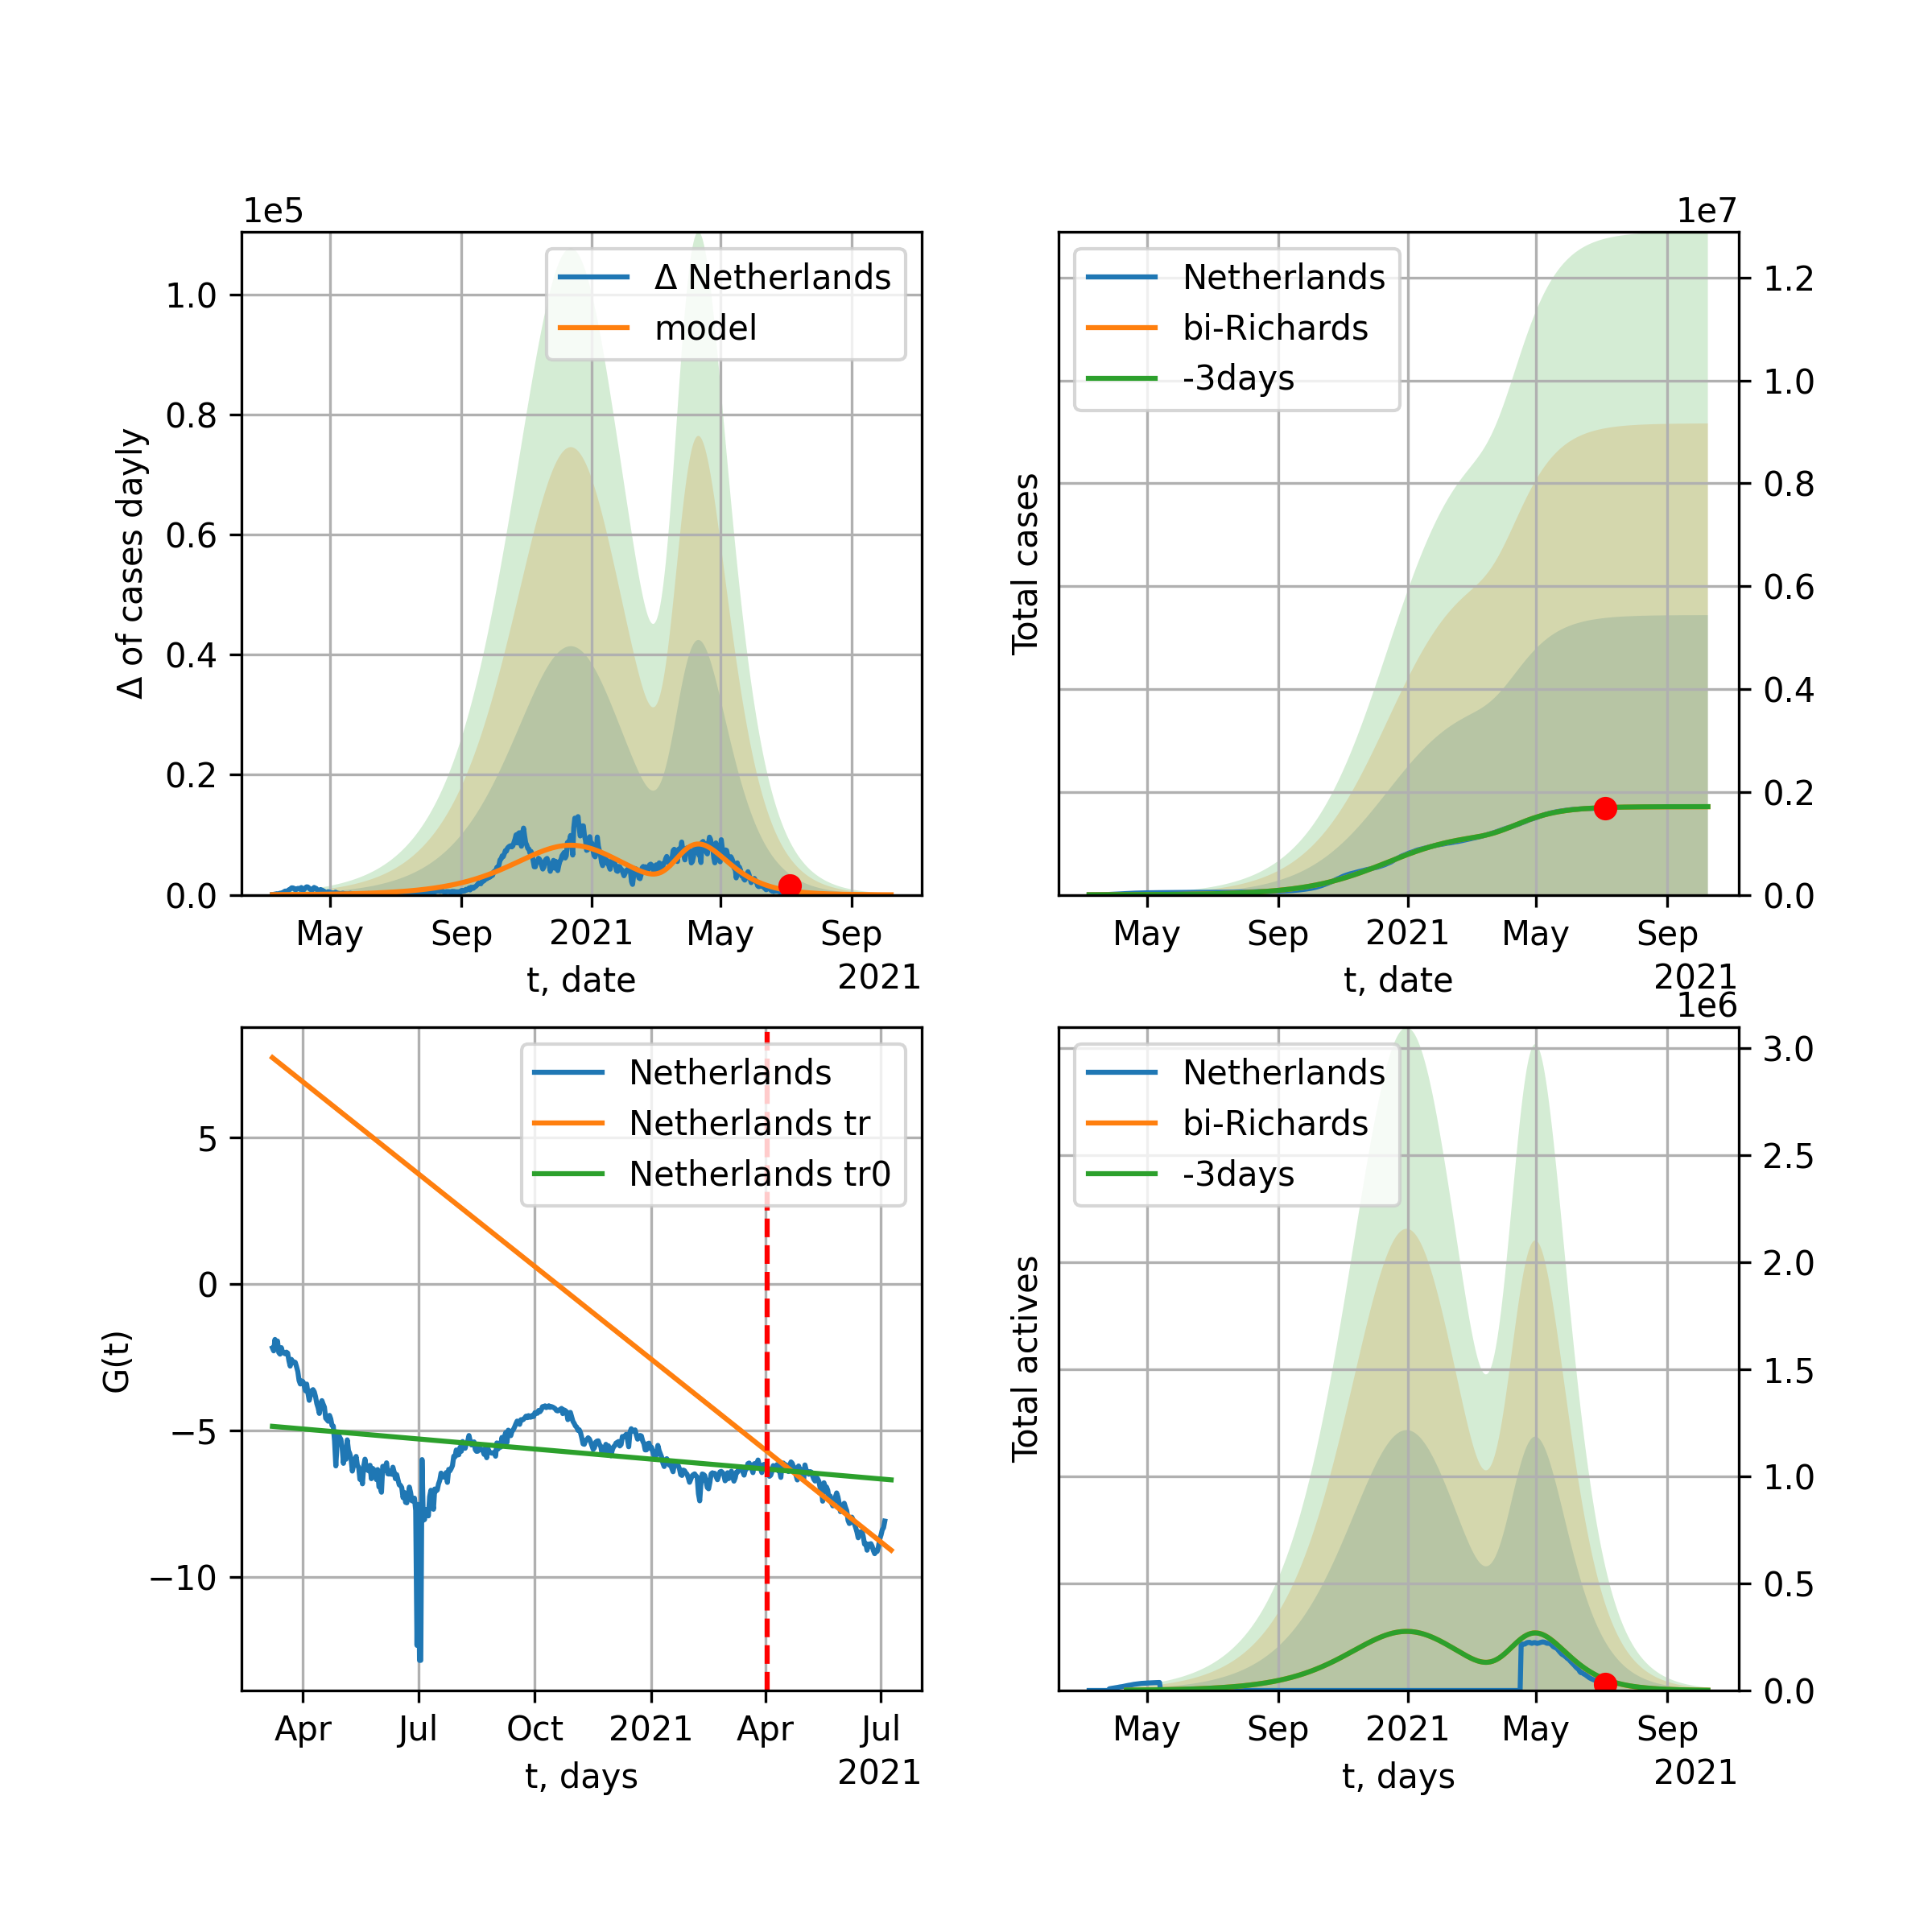 1e5
Δ Netherlands
model
1.0
0.8
0.6
0.4
0.2
0.0
Δ of cases dayly
May
Sep
2021
May
Sep
t, date
2021
1e7
Netherlands
bi-Richards
-3days
Total cases
1.2
1.0
0.8
0.6
0.4
0.2
0.0
May
Sep
2021
May
Sep
t, date
2021
Netherlands
Netherlands tr
Netherlands tr0
5
0
−5
−10
G(t)
Apr
Jul
Oct
2021
Apr
Jul
t, days
2021
1e6
Netherlands
bi-Richards
-3days
Total actives
3.0
2.5
2.0
1.5
1.0
0.5
0.0
May
Sep
2021
May
Sep
t, days
2021